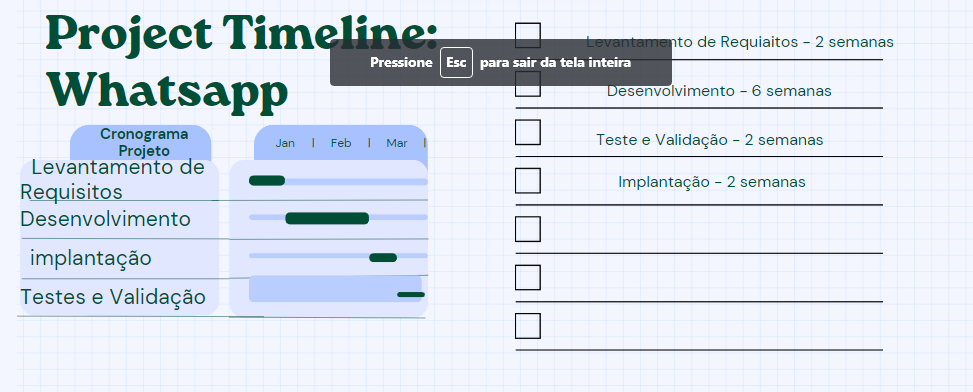 Project Timeline:
Whatsapp
Pressione Esc para sair da tela inteira
Cronograma
Projeto
Jan | Feb | Mar |
Levantamento de
Requisitos
Desenvolvimento
implantação
Testes e Validação
Levantamento de Requiaitos - 2 semanas
Desenvolvimento - 6 semanas
Teste e Validação - 2 semanas
Implantação - 2 semanas